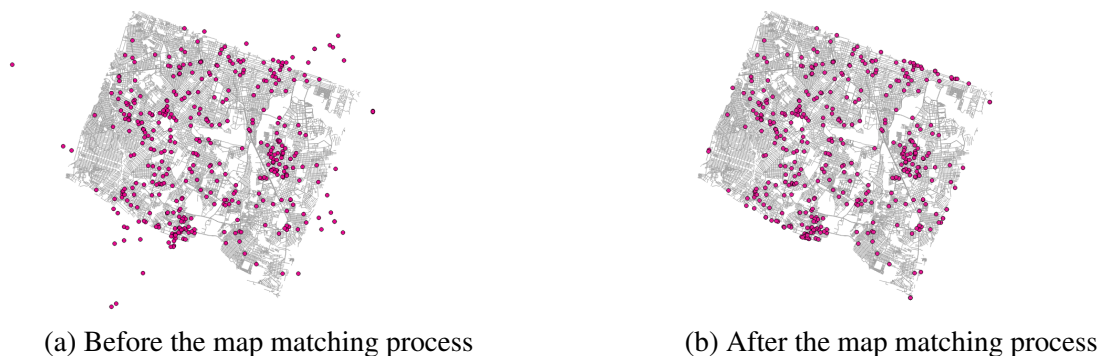 (a) Before the map matching process
(b) After the map matching process